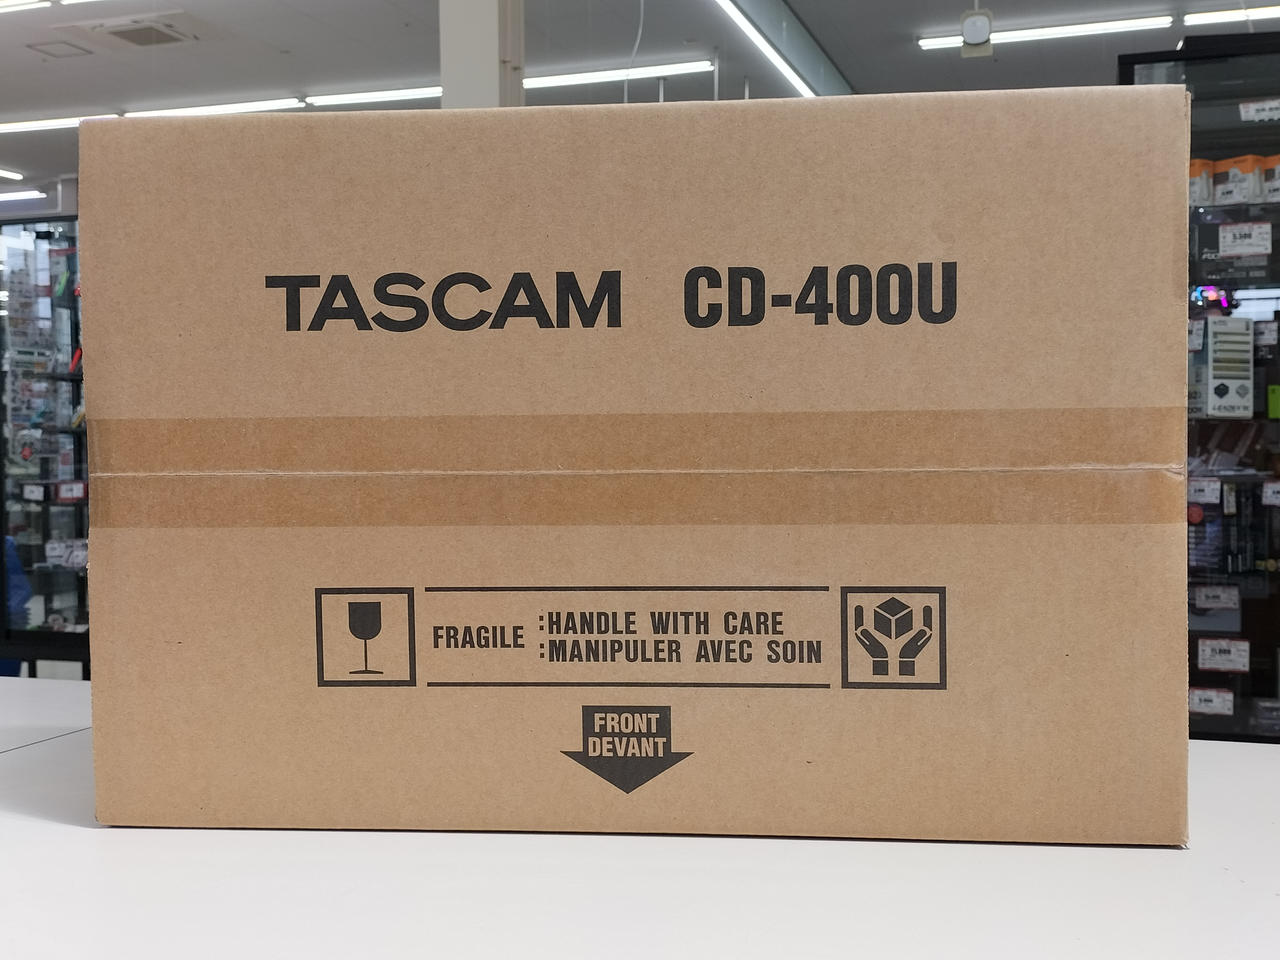 TASCAM CD-400U
FRAGILE :HANDLE WITH CARE
:MANIPULER AVEC SOIN
FRONT
DEVANT